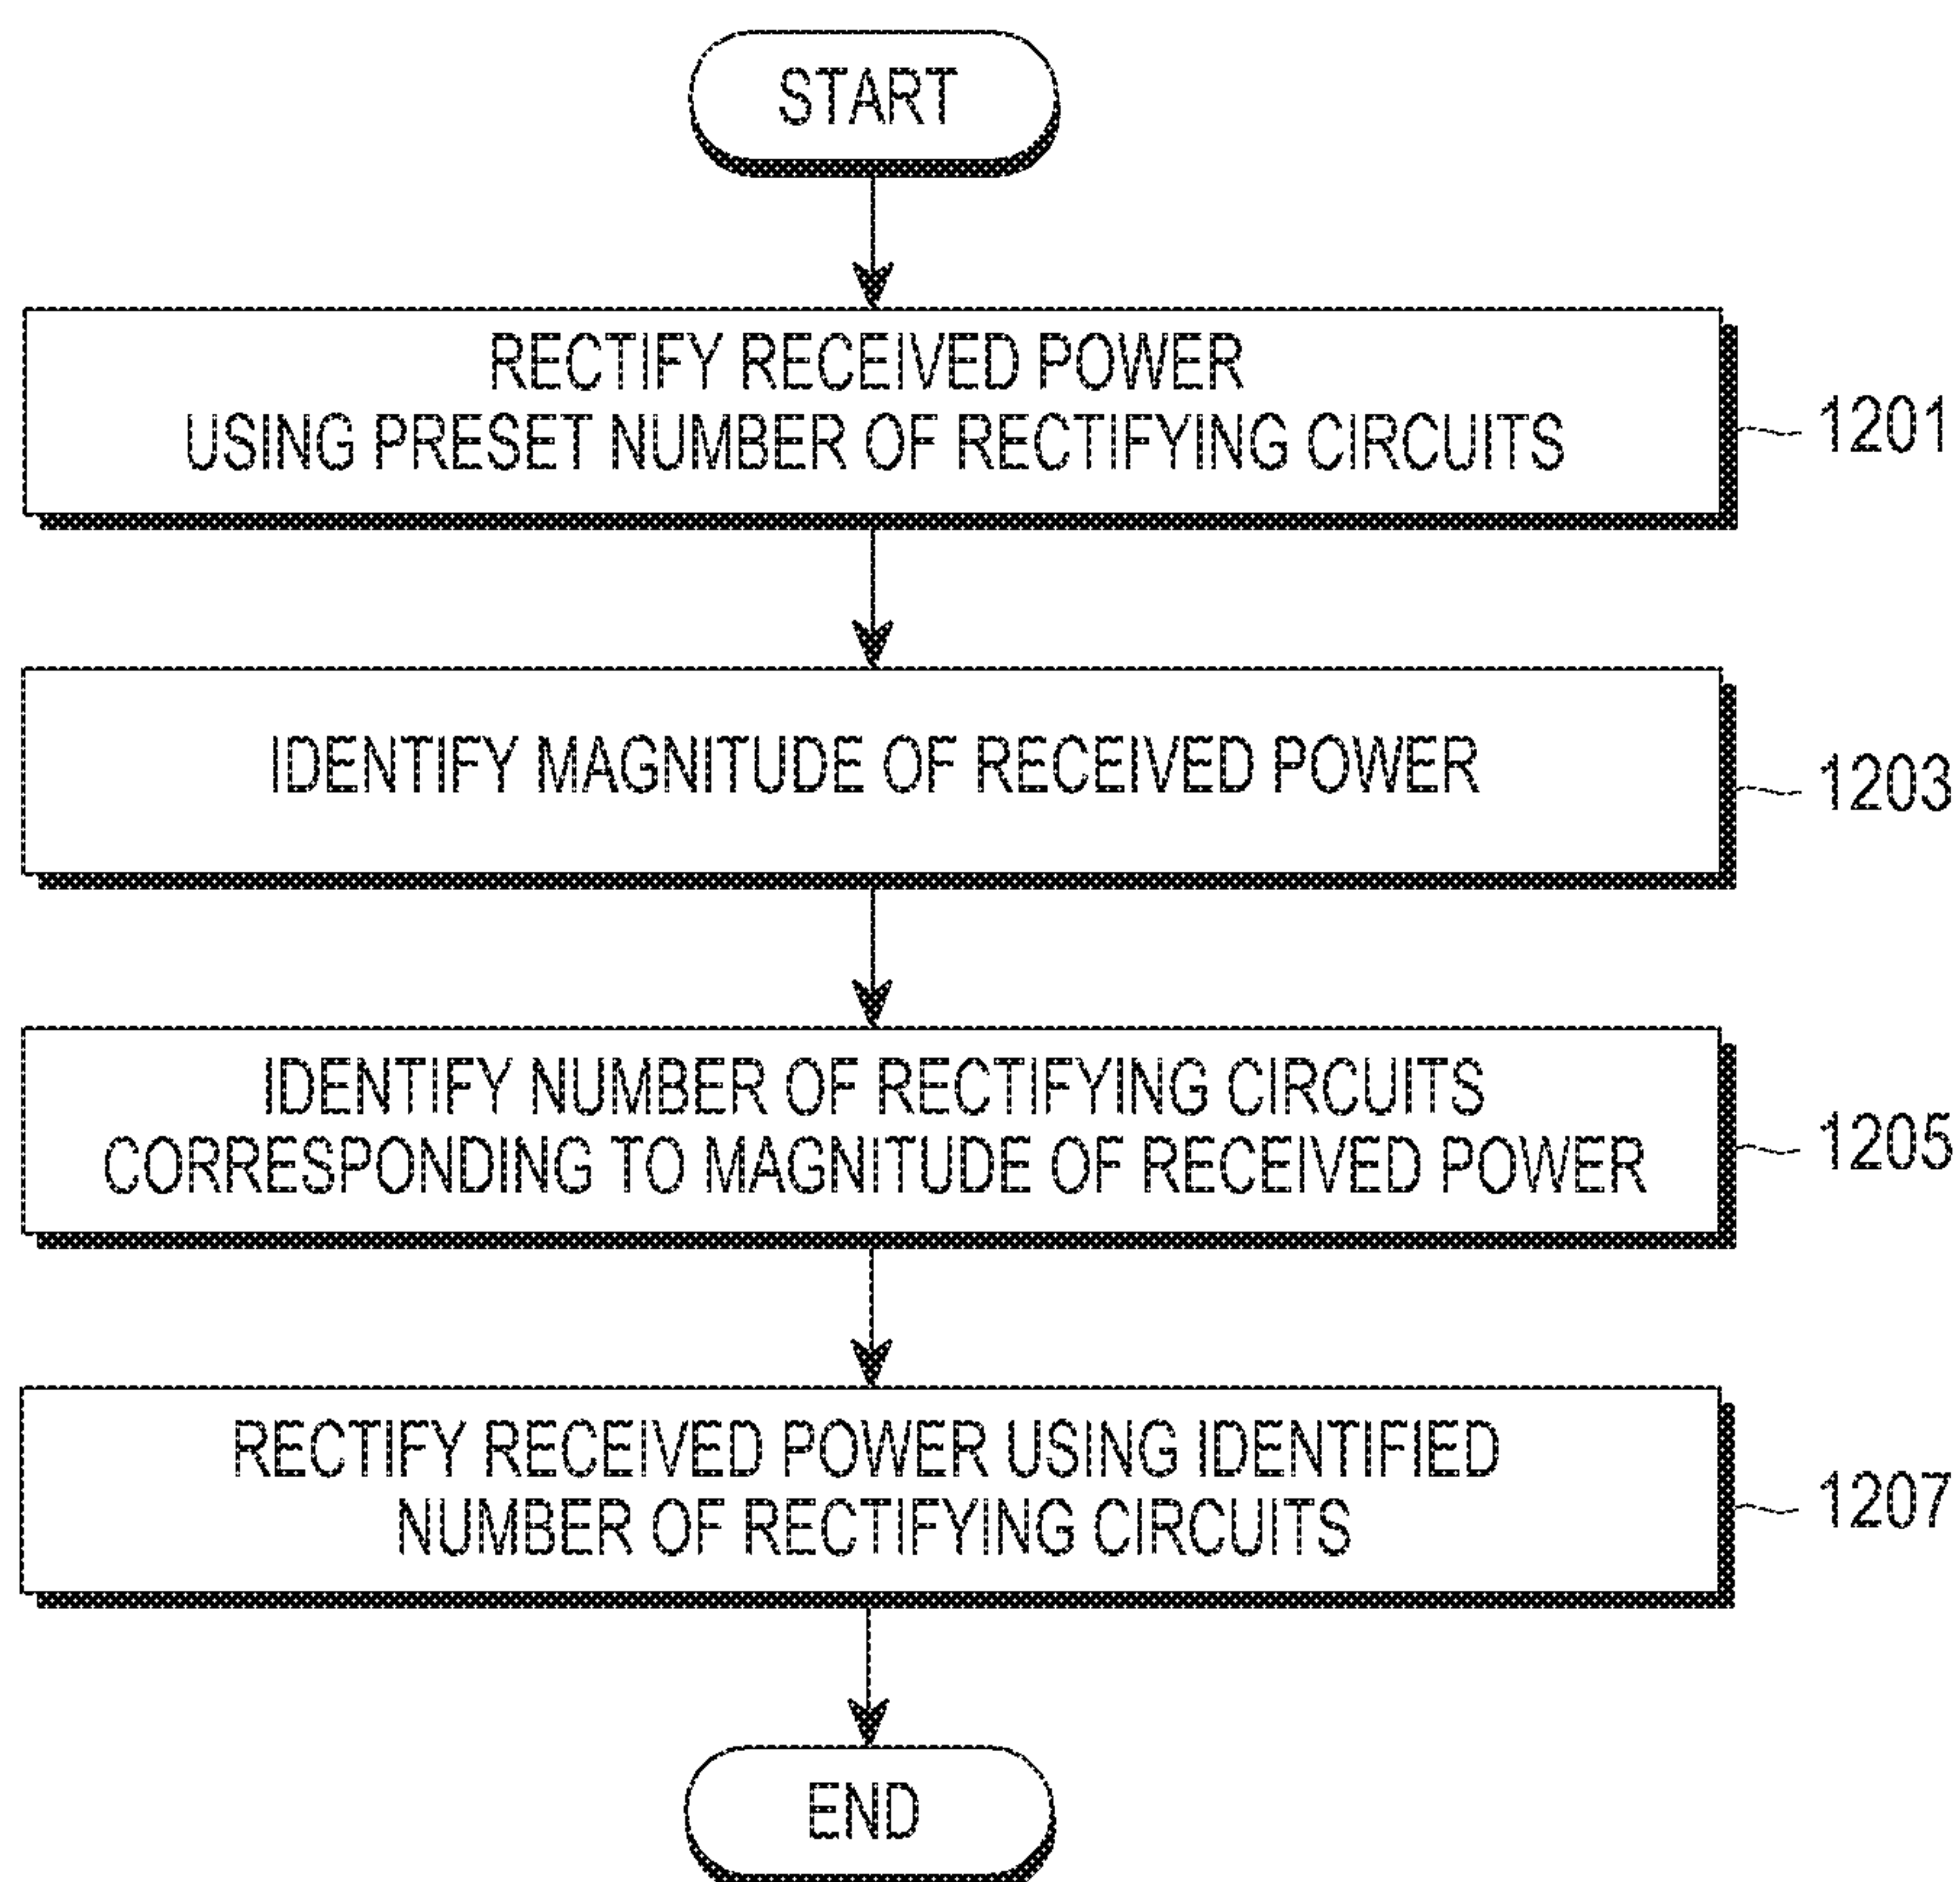 START
RECTIFY RECEIVED POWER
USING PRESET NUMBER OF RECTIFYING CIRCUITS
1201
IDENTIFY MAGNITUDE OF RECEIVED POWER
1203
IDENTIFY NUMBER OF RECTIFYING CIRCUITS
CORRESPONDING TO MAGNITUDE OF RECEIVED POWER
1205
RECTIFY RECEIVED POWER USING IDENTIFIED
NUMBER OF RECTIFYING CIRCUITS
1207
END